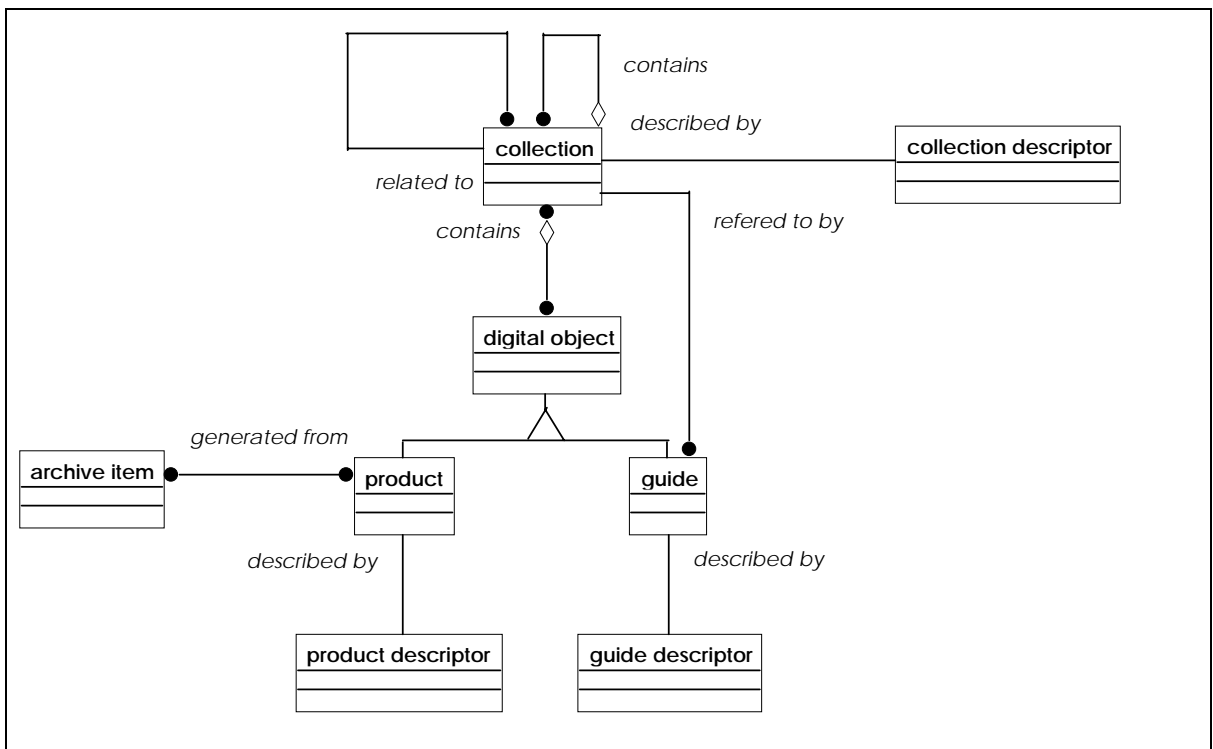 contains
described by
collection
collection descriptor
related to
contains
refered to by
digital object
generated from
archive item
product
guide
described by
described by
product descriptor
guide descriptor